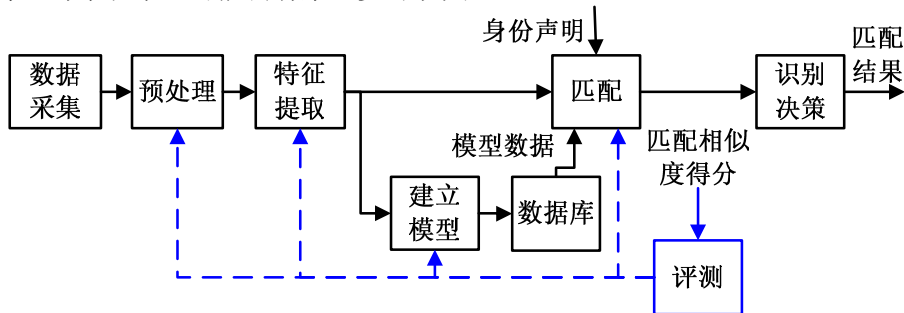 身份声明
匹配
结果
数据
采集
预处理
特征
提取
匹配
识别
决策
模型数据
匹配相似
度得分
建立
模型
数据库
评测